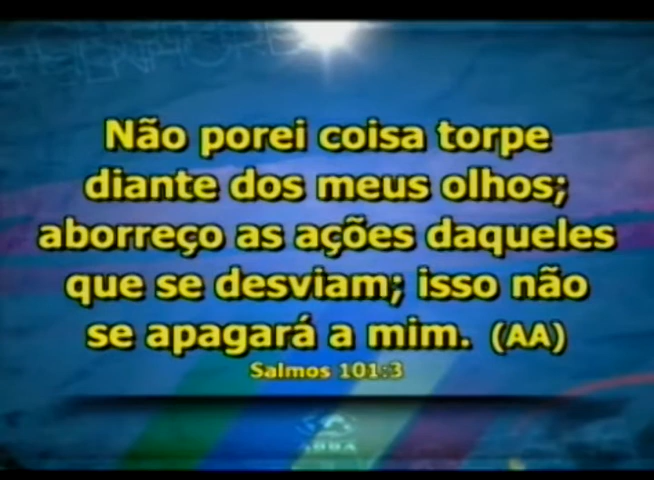 Não porei coisa torpe
diante dos meus olhos;
aborreço as ações daqueles
que se desviam; isso não
se apagará a mim. (AA)
Salmos 101:3